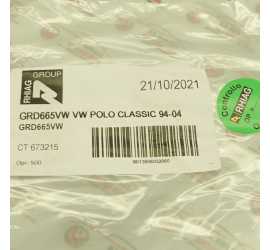 RHIAG
GROUP
21/10/2021
GRD665VW VW POLO CLASSIC 94-04
GRD665VW
CT 673215
Controllo
RHIAG